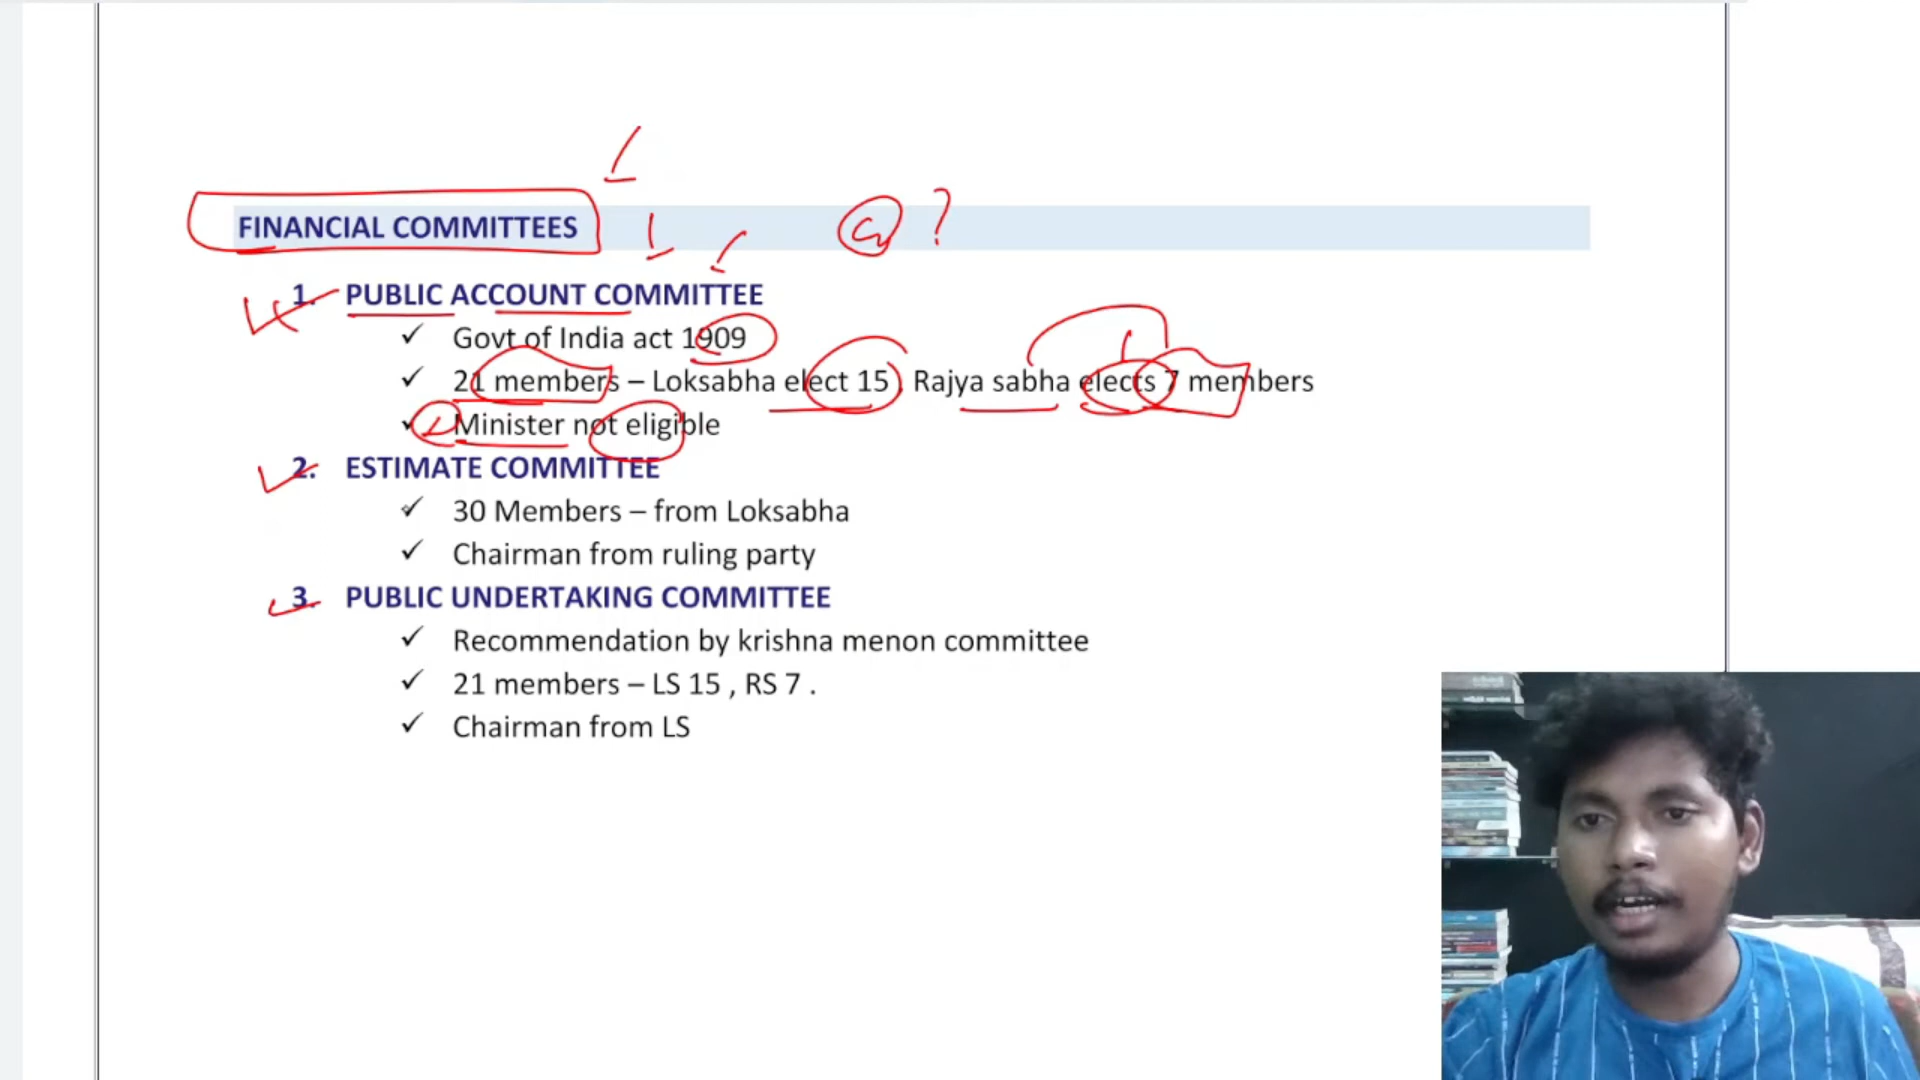 FINANCIAL COMMITTEES
?
1. PUBLIC ACCOUNT COMMITTEE
✓ Govt of India act 1909
✓ 21 members – Loksabha elect 15 . Rajya sabha elects 7 members
✓ Minister not eligible
2. ESTIMATE COMMITTEE
✓ 30 Members – from Loksabha
✓ Chairman from ruling party
3. PUBLIC UNDERTAKING COMMITTEE
✓ Recommendation by krishna menon committee
✓ 21 members – LS 15 , RS 7 .
✓ Chairman from LS